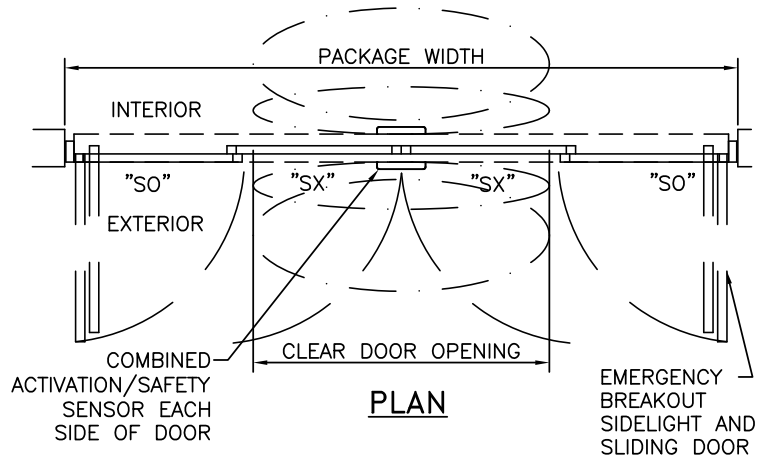 PACKAGE WIDTH
INTERIOR
"SO" "SX" "SX" "SO"
EXTERIOR
CLEAR DOOR OPENING
COMBINED
ACTIVATION/SAFETY
SENSOR EACH
SIDE OF DOOR
PLAN
EMERGENCY
BREAKOUT
SIDELIGHT AND
SLIDING DOOR